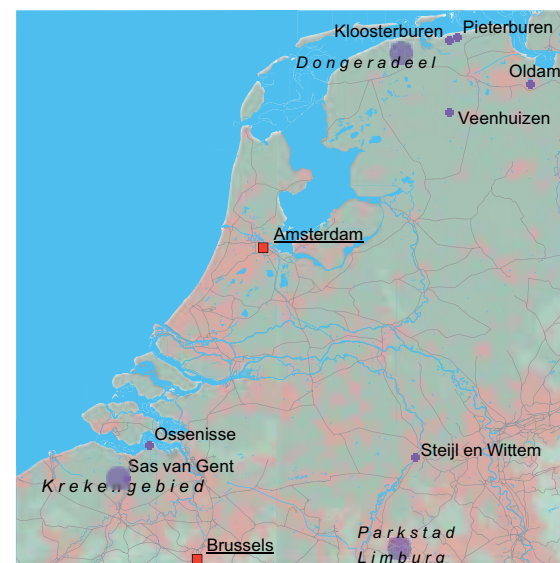 Kloosterburen
Pieterburen
Dongeradeel
Oldam
Veenhuizen
Amsterdam
Ossenisse
Steijl en Wittem
Sas van Gent
Krekengebied
Parkstad
Limburg
Brussels